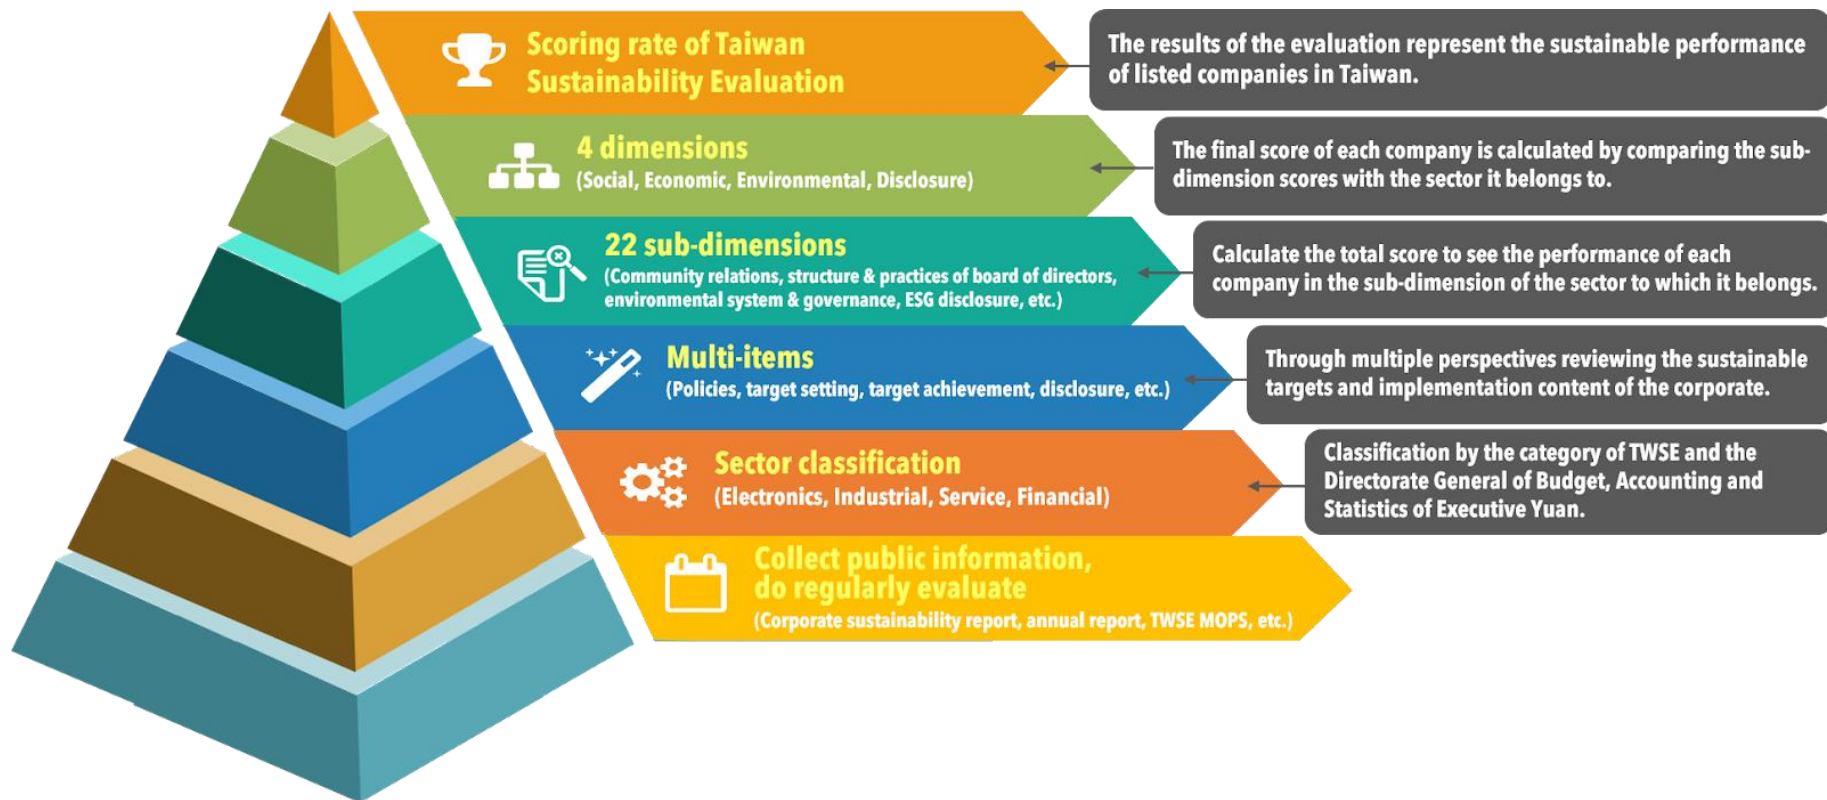 Scoring rate of Taiwan
Sustainability Evaluation
The results of the evaluation represent the sustainable performance
of listed companies in Taiwan.
4 dimensions
(Social, Economic, Environmental, Disclosure)
The final score of each company is calculated by comparing the sub-
dimension scores with the sector it belongs to.
22 sub-dimensions
(Community relations, structure & practices of board of directors,
environmental system & governance, ESG disclosure, etc.)
Calculate the total score to see the performance of each
company in the sub-dimension of the sector to which it belongs.
Multi-items
(Policies, target setting, target achievement, disclosure, etc.)
Through multiple perspectives reviewing the sustainable
targets and implementation content of the corporate.
Sector classification
(Electronics, Industrial, Service, Financial)
Classification by the category of TWSE and the
Directorate General of Budget, Accounting and
Statistics of Executive Yuan.
Collect public information,
do regularly evaluate
(Corporate sustainability report, annual report, TWSE MOPS, etc.)